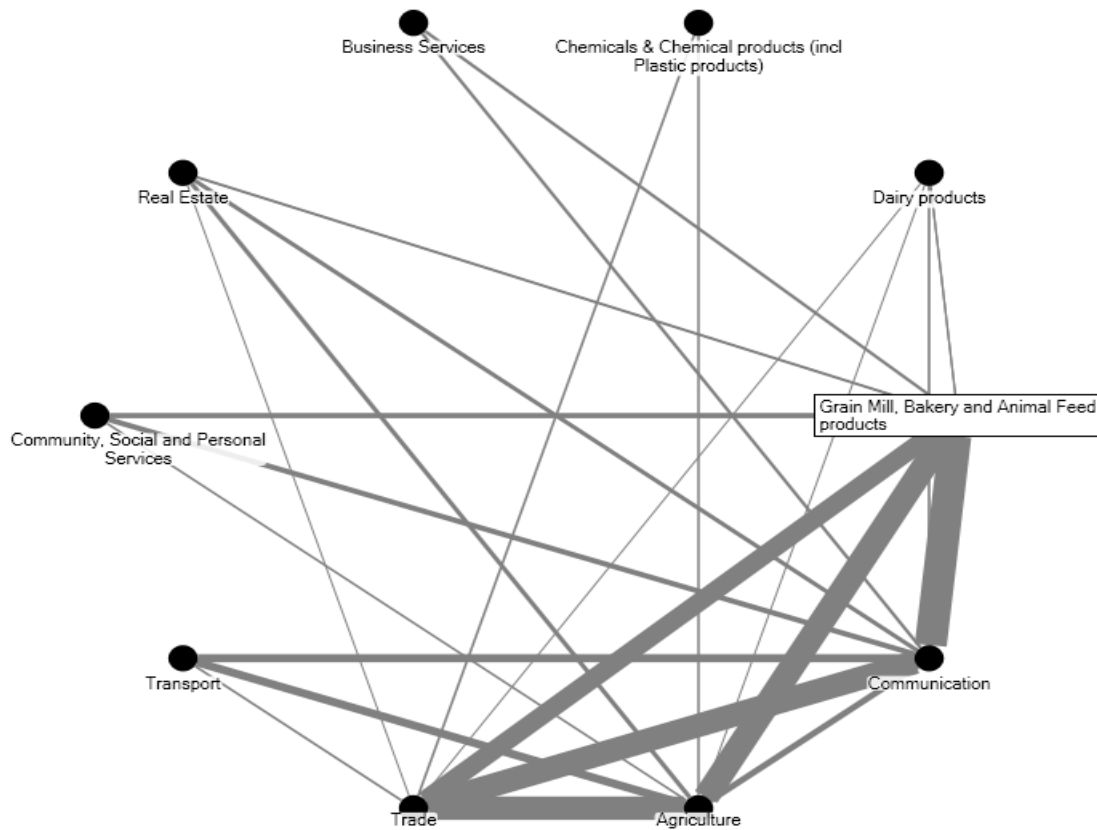 Business Services
Chemicals & Chemical products (incl
Plastic products)
Real Estate
Dairy products
Grain Mill, Bakery and Animal Feed
products
Community, Social and Personal
Services
Transport
Communication
Trade
Agriculture